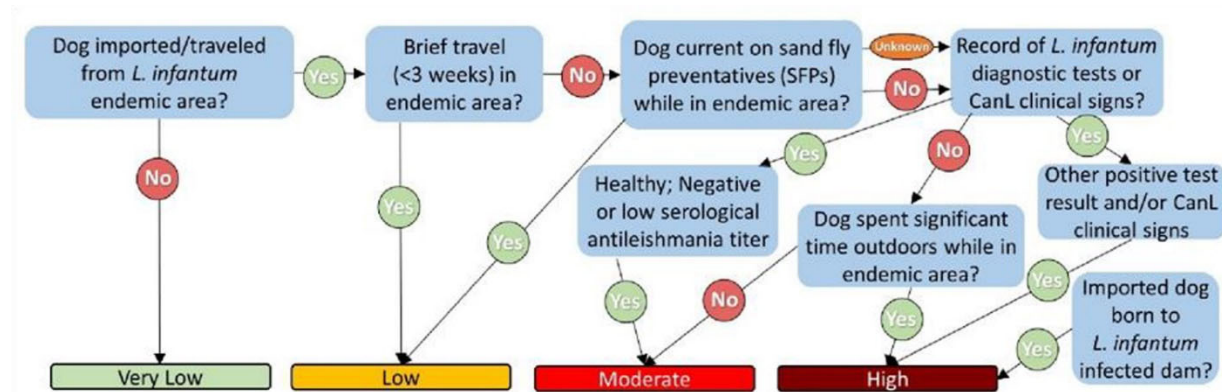 Dog imported/traveled
from L. infantum
endemic area?
Yes
Brief travel
(<3 weeks) in
endemic area?
No
Dog current on sand fly
preventatives (SFPs)
while in endemic area?
Unknown
No
Record of L. infantum
diagnostic tests or
CanL clinical signs?
No
Yes
Yes
No
Yes
Healthy; Negative
or low serological
antileishmania titer
Other positive test
result and/or CanL
clinical signs
Dog spent significant
time outdoors while in
endemic area?
Yes
Yes
No
Yes
Yes
Imported dog
born to
L. infantum
infected dam?
Yes
Very Low
Low
Moderate
High